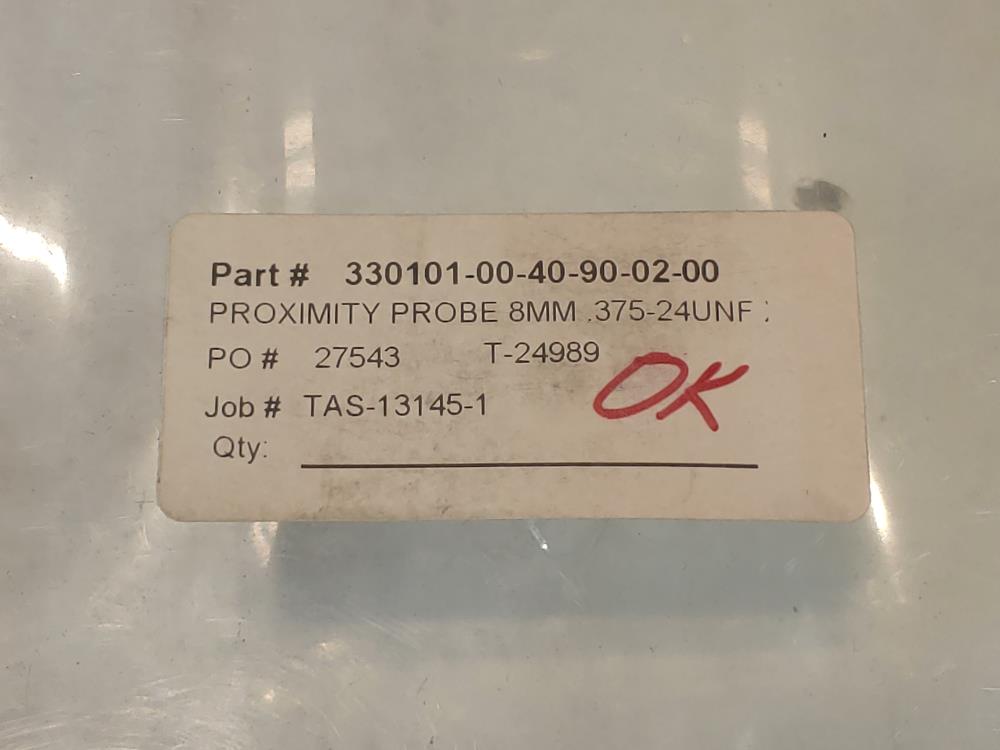 Part # 330101-00-40-90-02-00
PROXIMITY PROBE 8MM .375-24UNF
PO # 27543 T-24989
OK
Job # TAS-13145-1
Qty: